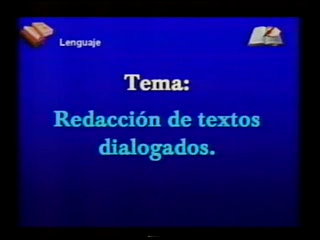 Lenguaje
Tema:
Redacción de textos
dialogados.